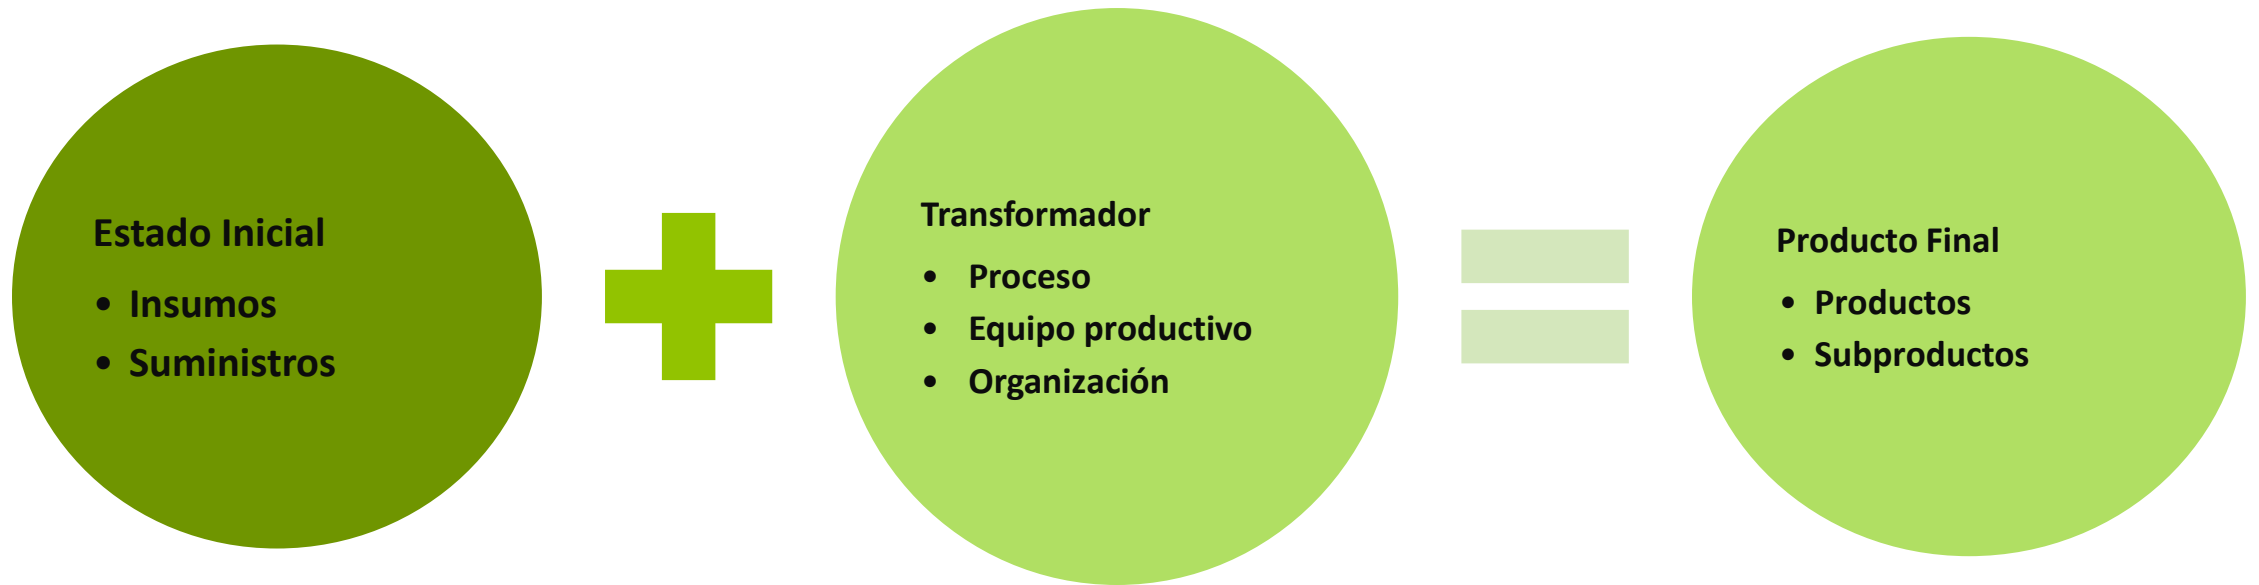 Estado Inicial
• Insumos
• Suministros
Transformador
• Proceso
• Equipo productivo
• Organización
Producto Final
• Productos
• Subproductos